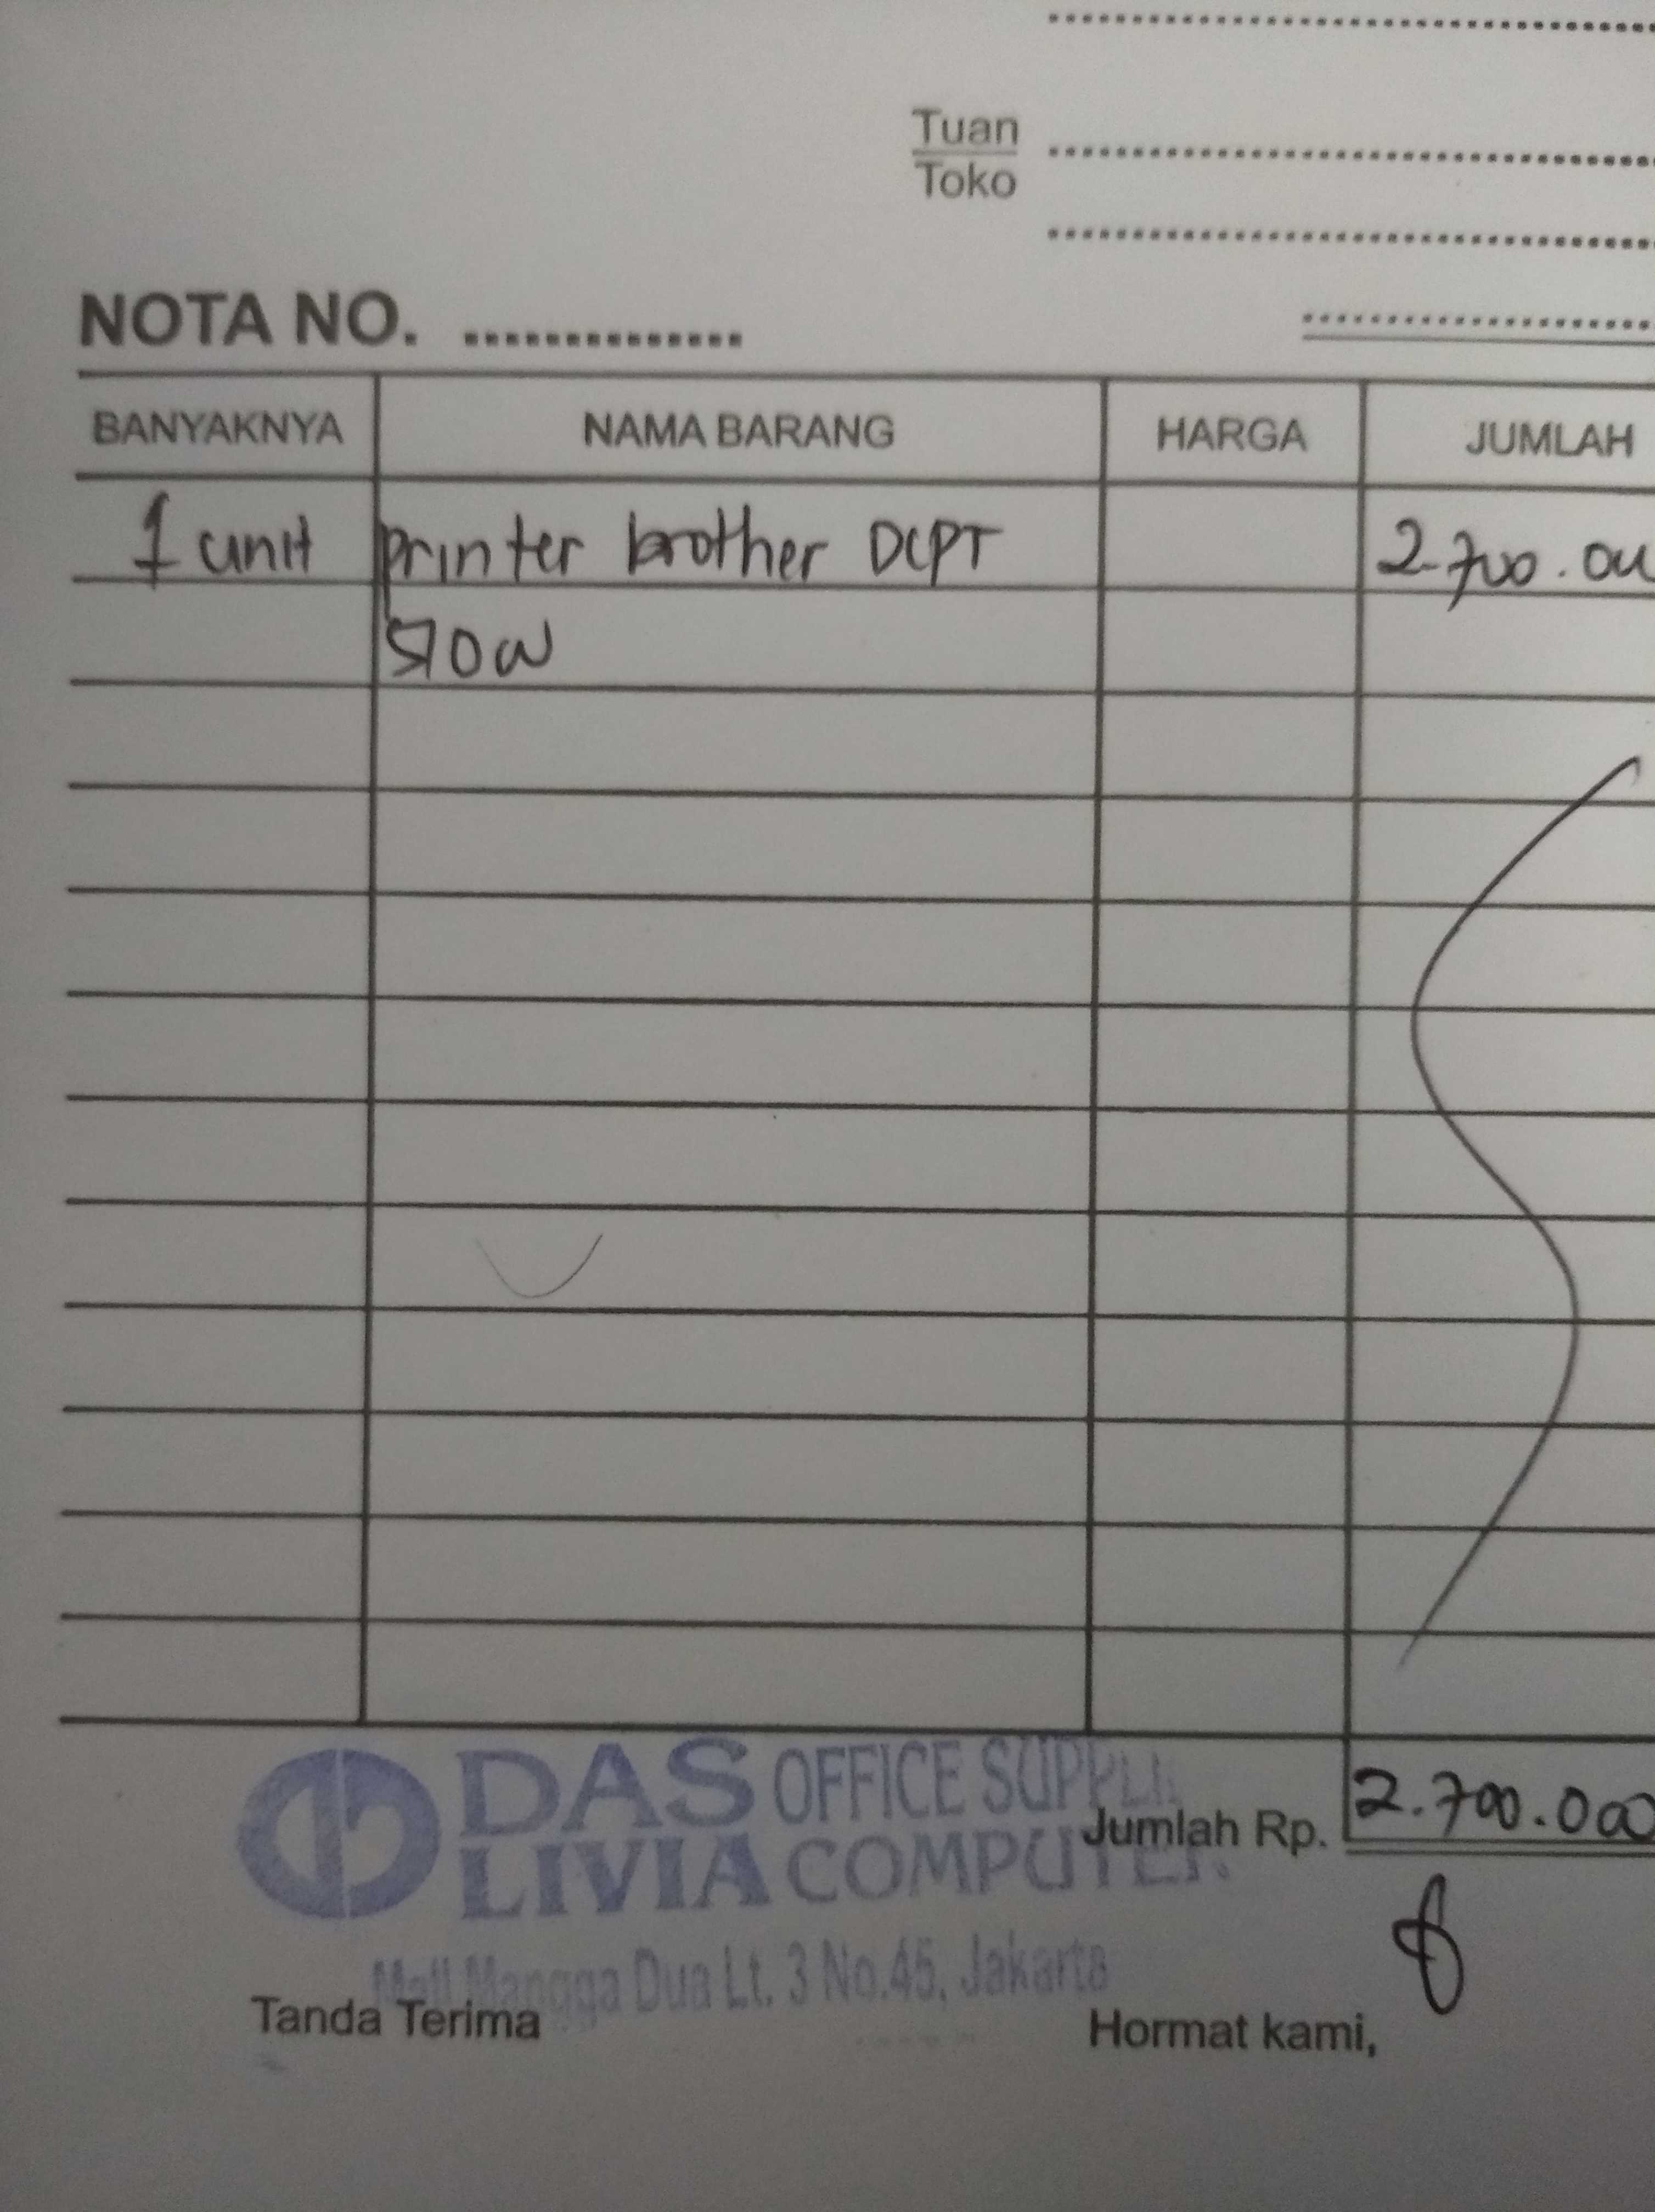 Tuan
Toko
NOTA NO.
BANYAKNYA NAMA BARANG HARGA JUMLAH
1 unit printer brother DCPT 2.700.00
510W
DAS OFFICE SUPPLI
Jumlah Rp. 2.700.000
LIVIA COMPUTER
Mall Mangga Dua Lt. 3 No.45, Jakarta
Tanda Terima Hormat kami,